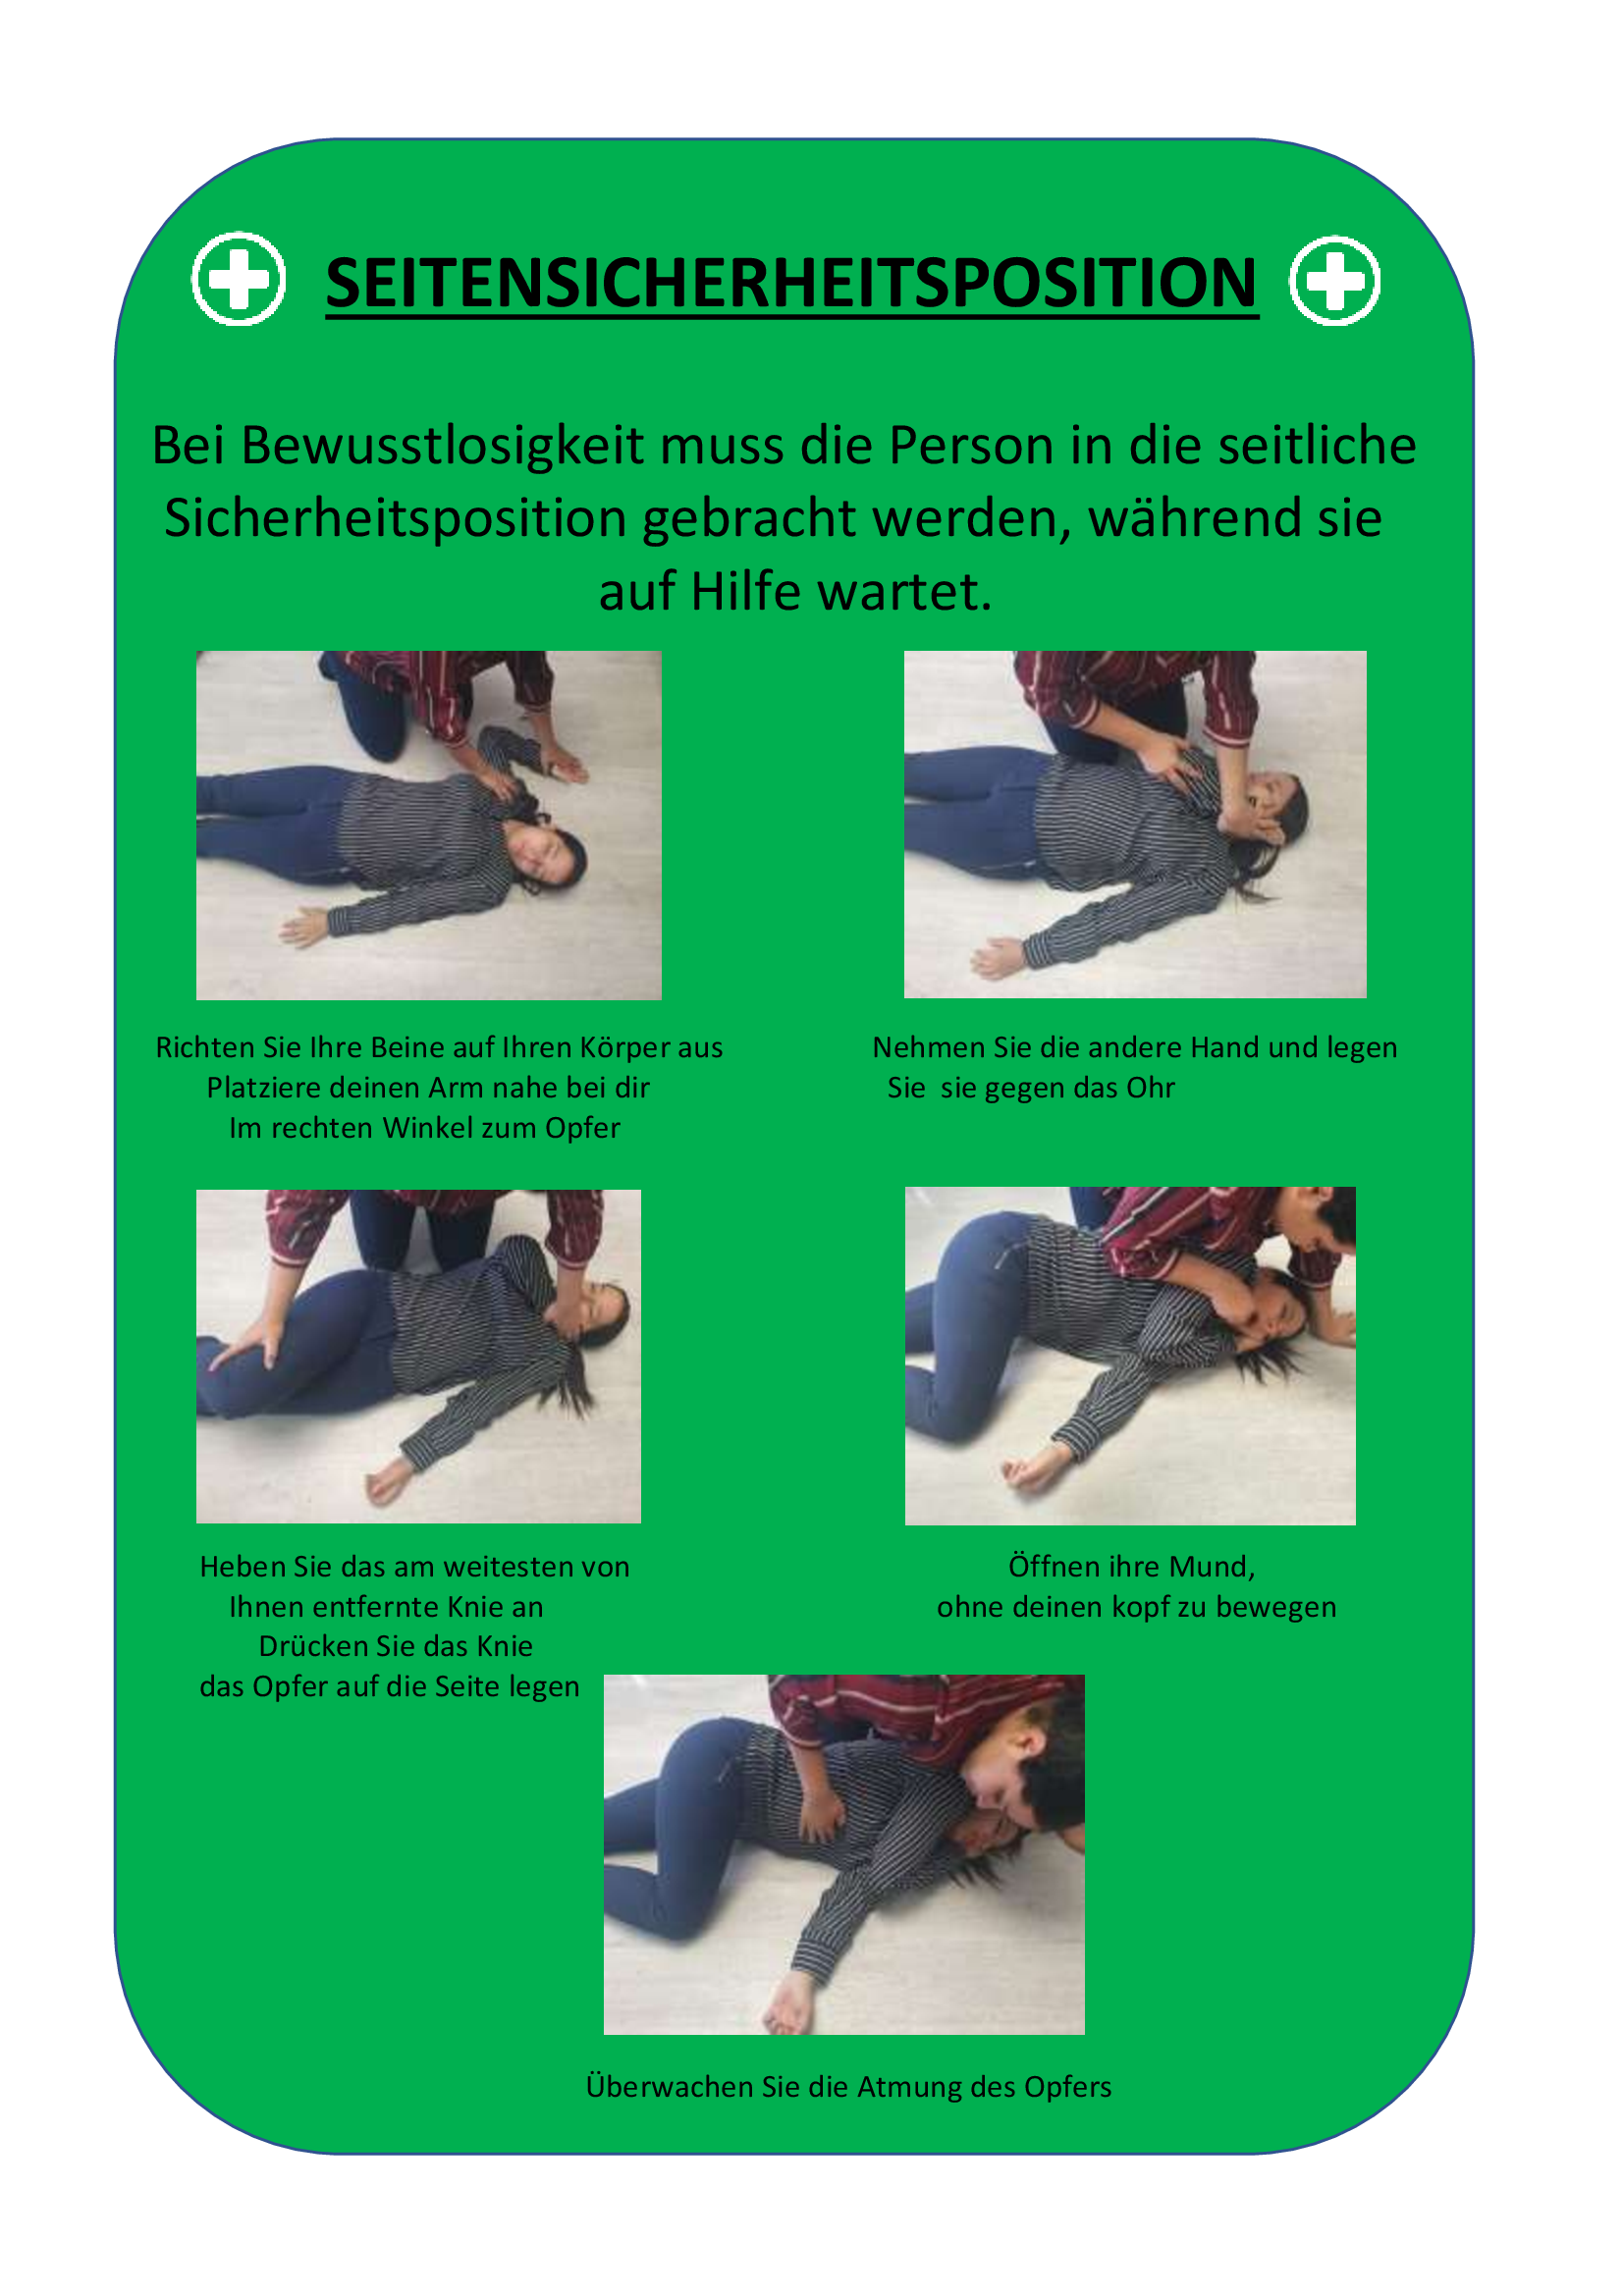 SEITENSICHERHEITSPOSITION
Bei Bewusstlosigkeit muss die Person in die seitliche
Sicherheitsposition gebracht werden, während sie
auf Hilfe wartet.
Richten Sie Ihre Beine auf Ihren Körper aus
Platziere deinen Arm nahe bei dir
Im rechten Winkel zum Opfer
Nehmen Sie die andere Hand und legen
Sie sie gegen das Ohr
Heben Sie das am weitesten von
Ihnen entfernte Knie an
Drücken Sie das Knie
das Opfer auf die Seite legen
Öffnen ihre Mund,
ohne deinen kopf zu bewegen
Überwachen Sie die Atmung des Opfers